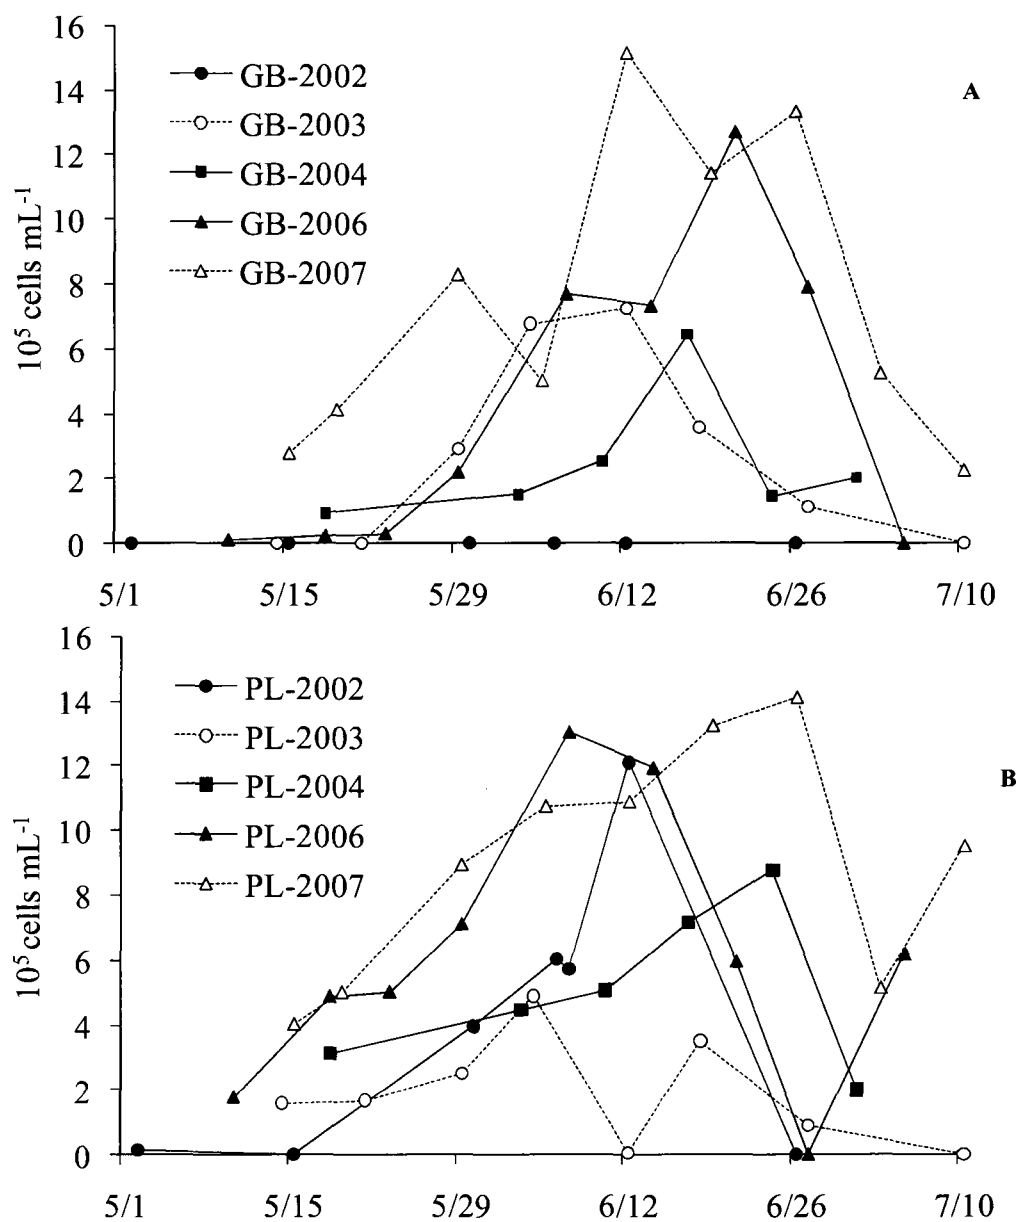 16
14
12
10
8
6
4
2
0
10⁵ cells mL⁻¹
GB-2002
GB-2003
GB-2004
GB-2006
GB-2007
A
5/1 5/15 5/29 6/12 6/26 7/10
16
14
12
10
8
6
4
2
0
10⁵ cells mL⁻¹
PL-2002
PL-2003
PL-2004
PL-2006
PL-2007
B
5/1 5/15 5/29 6/12 6/26 7/10